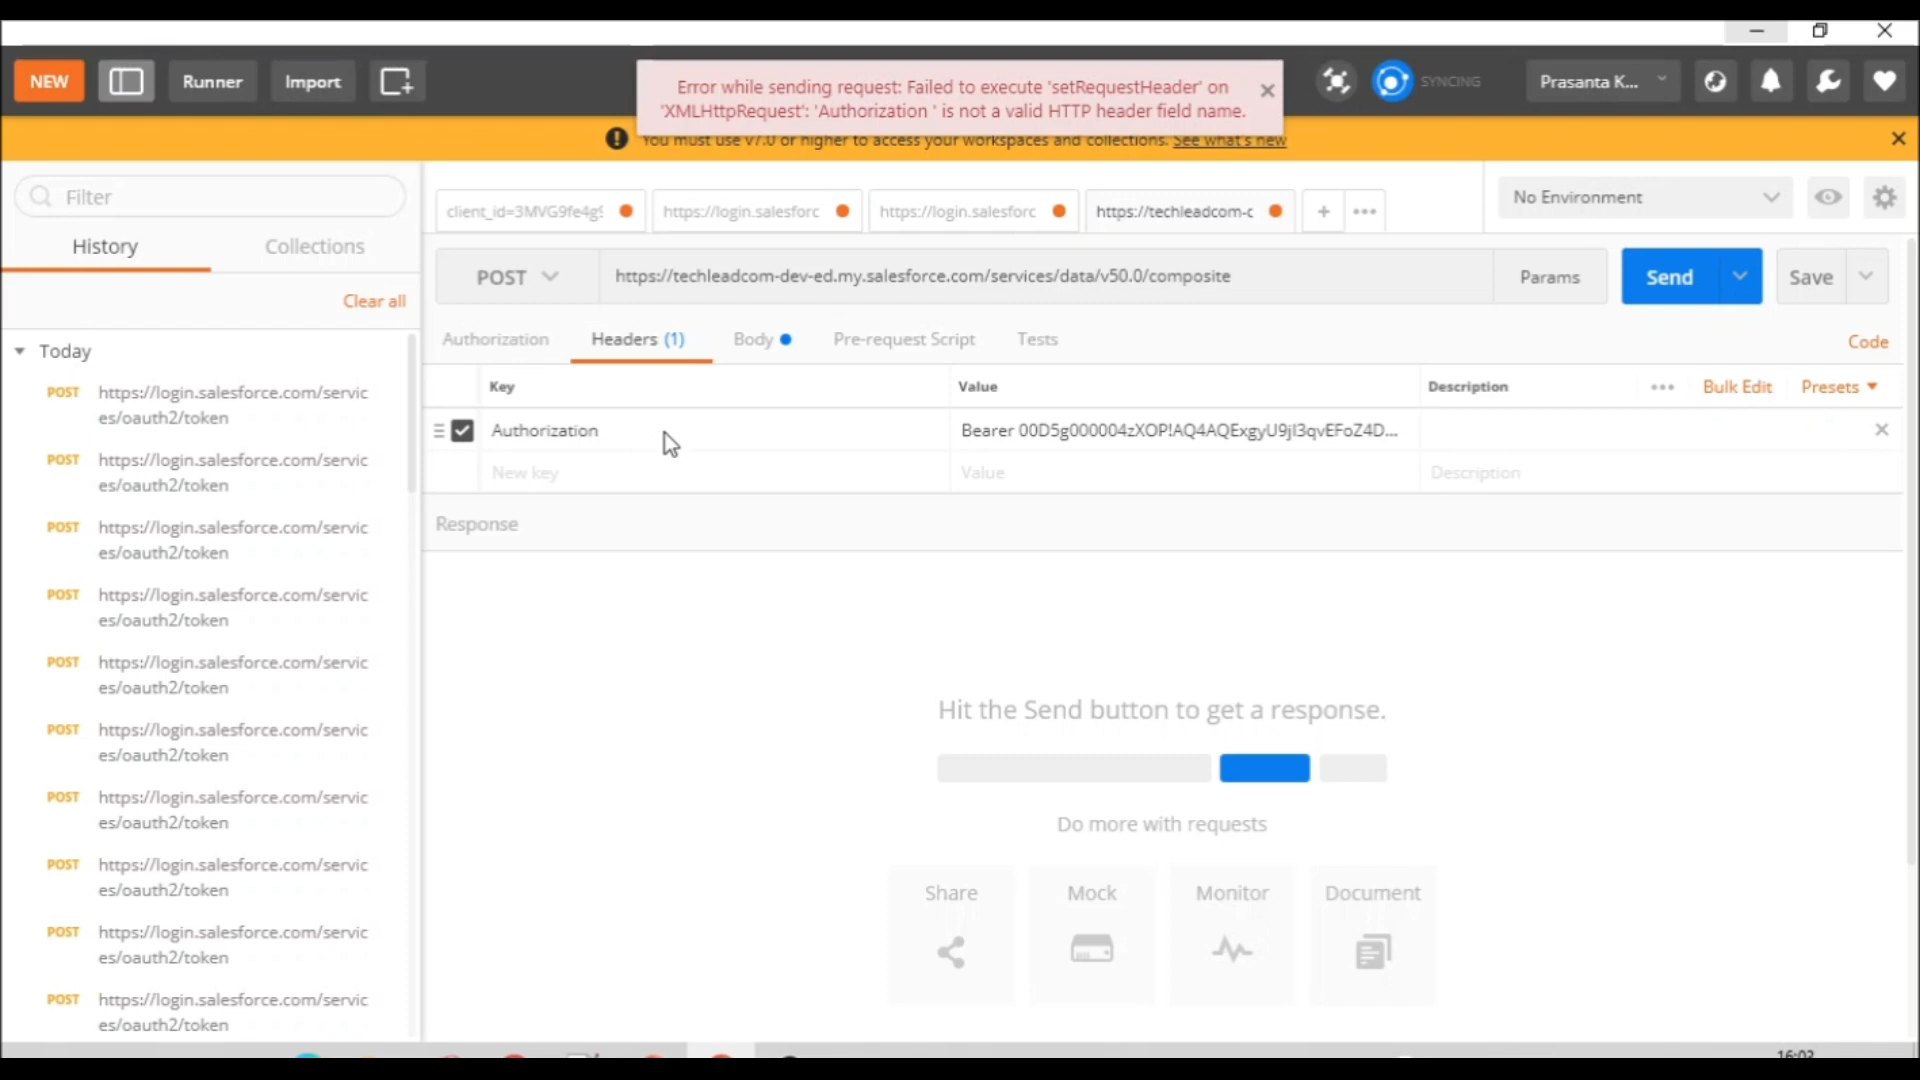 NEW
Runner
Import
Error while sending request: Failed to execute 'setRequestHeader' on
'XMLHttpRequest': 'Authorization ' is not a valid HTTP header field name.
SYNCING
Prasanta K...
You must use v7.0 or higher to access your workspaces and collections. See what's new
Filter
History
Collections
Clear all
client_id=3MVG9fe4g9
https://login.salesforc
https://login.salesforc
https://techleadcom-c
No Environment
POST
https://techleadcom-dev-ed.my.salesforce.com/services/data/v50.0/composite
Params
Send
Save
Authorization
Headers (1)
Body
Pre-request Script
Tests
Code
Key
Value
Description
Bulk Edit
Presets
Authorization
Bearer 00D5g000004zXOP!AQ4AQExgyU9jI3qvEFoZ4D...
New key
Value
Description
Response
Today
POST https://login.salesforce.com/servic
es/oauth2/token
POST https://login.salesforce.com/servic
es/oauth2/token
POST https://login.salesforce.com/servic
es/oauth2/token
POST https://login.salesforce.com/servic
es/oauth2/token
POST https://login.salesforce.com/servic
es/oauth2/token
POST https://login.salesforce.com/servic
es/oauth2/token
POST https://login.salesforce.com/servic
es/oauth2/token
POST https://login.salesforce.com/servic
es/oauth2/token
POST https://login.salesforce.com/servic
es/oauth2/token
POST https://login.salesforce.com/servic
es/oauth2/token
Hit the Send button to get a response.
Do more with requests
Share
Mock
Monitor
Document
16:03